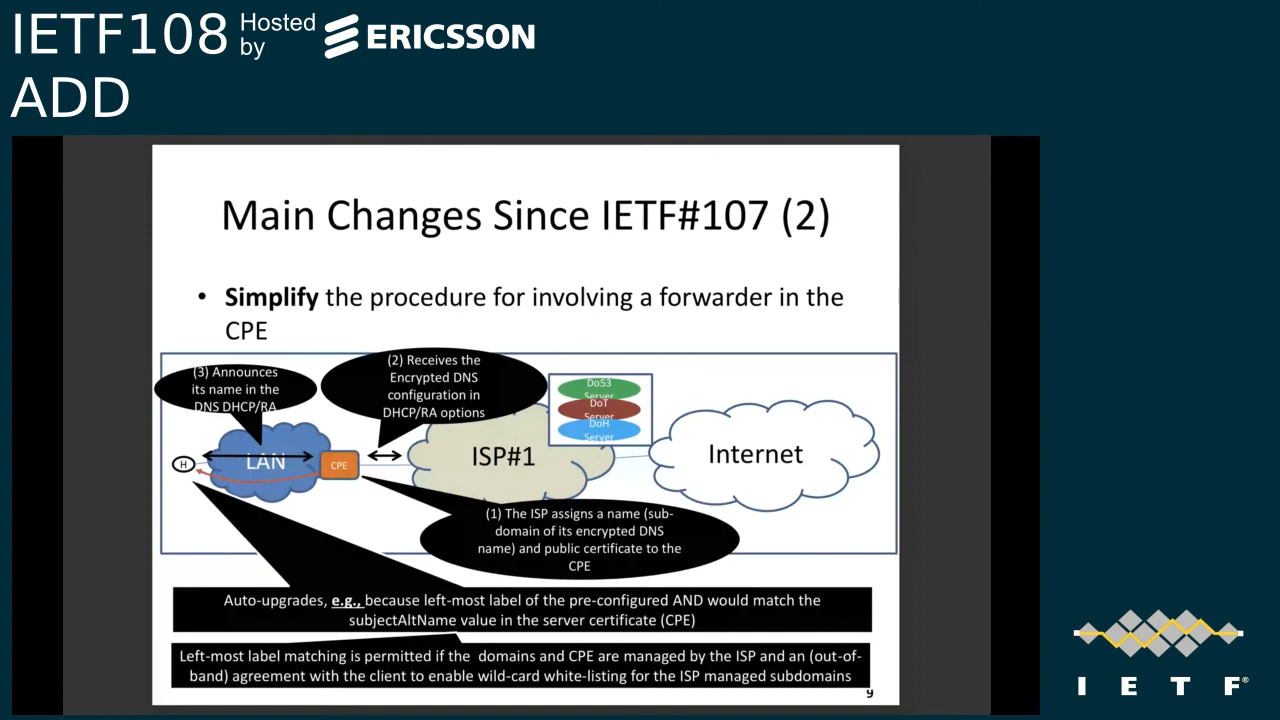 IETF108 Hosted by ERICSSON
ADD
Main Changes Since IETF#107 (2)
• Simplify the procedure for involving a forwarder in the
CPE
(3) Announces
its name in the
DNS DHCP/RA
(2) Receives the
Encrypted DNS
configuration in
DHCP/RA options
Do53
Server
DoT
Server
DoH
Server
H
LAN
CPE
ISP#1
Internet
(1) The ISP assigns a name (sub-
domain of its encrypted DNS
name) and public certificate to the
CPE
Auto-upgrades, e.g., because left-most label of the pre-configured AND would match the
subjectAltName value in the server certificate (CPE)
Left-most label matching is permitted if the domains and CPE are managed by the ISP and an (out-of-
band) agreement with the client to enable wild-card white-listing for the ISP managed subdomains
9
I E T F®